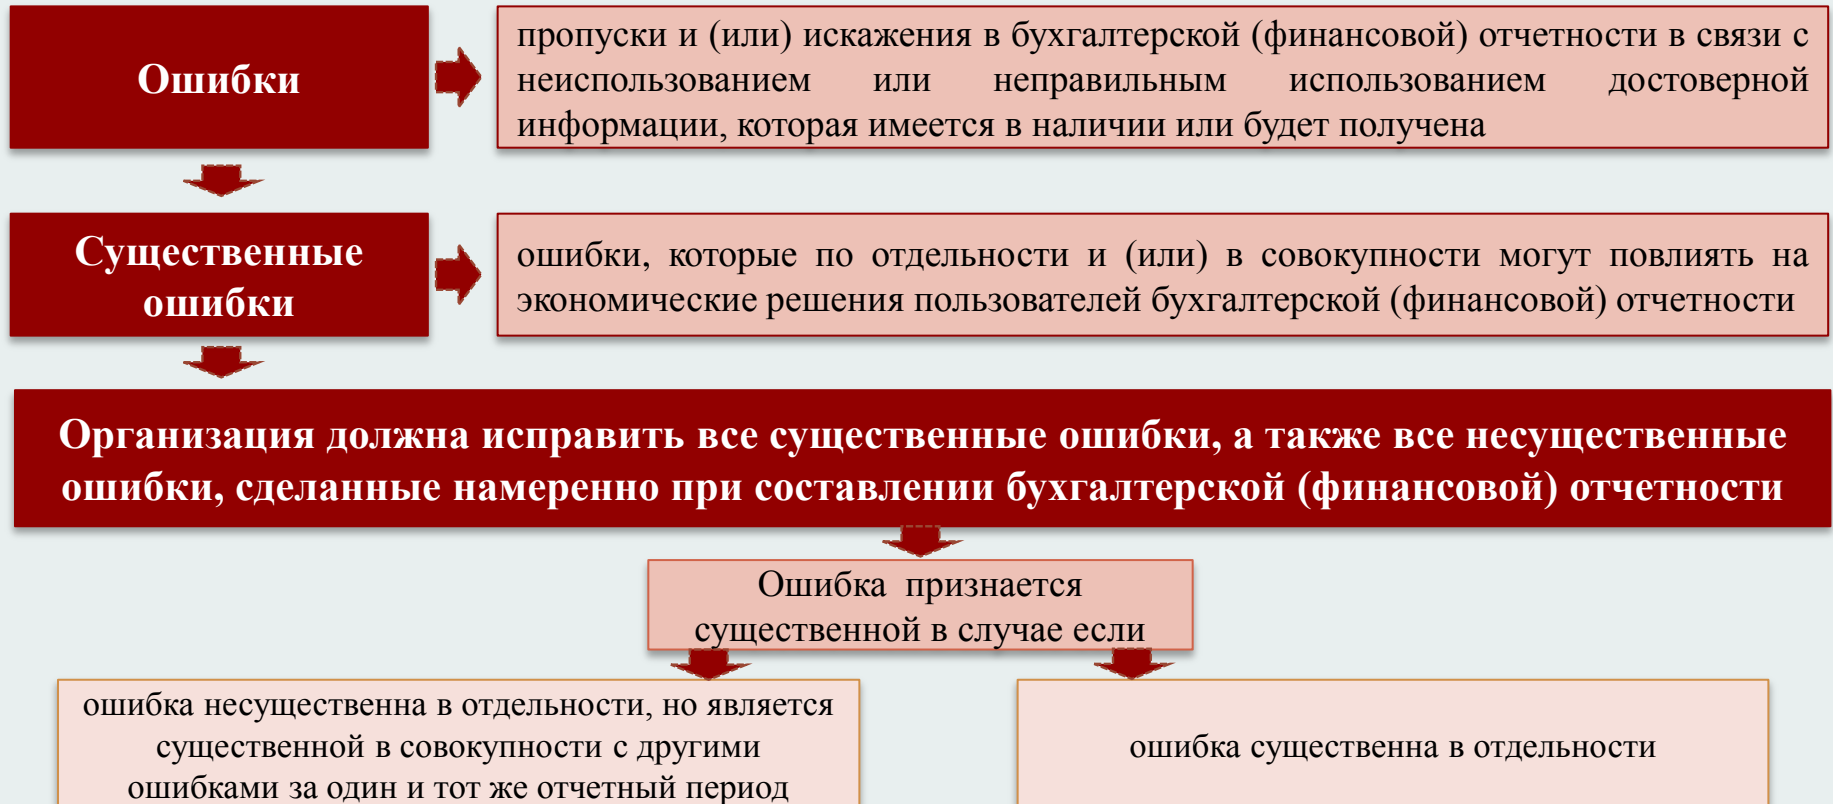 Ошибки
пропуски и (или) искажения в бухгалтерской (финансовой) отчетности в связи с
неиспользованием или неправильным использованием достоверной
информации, которая имеется в наличии или будет получена
Существенные
ошибки
ошибки, которые по отдельности и (или) в совокупности могут повлиять на
экономические решения пользователей бухгалтерской (финансовой) отчетности
Организация должна исправить все существенные ошибки, а также все несущественные
ошибки, сделанные намеренно при составлении бухгалтерской (финансовой) отчетности
Ошибка признается
существенной в случае если
ошибка несущественна в отдельности, но является
существенной в совокупности с другими
ошибками за один и тот же отчетный период
ошибка существенна в отдельности